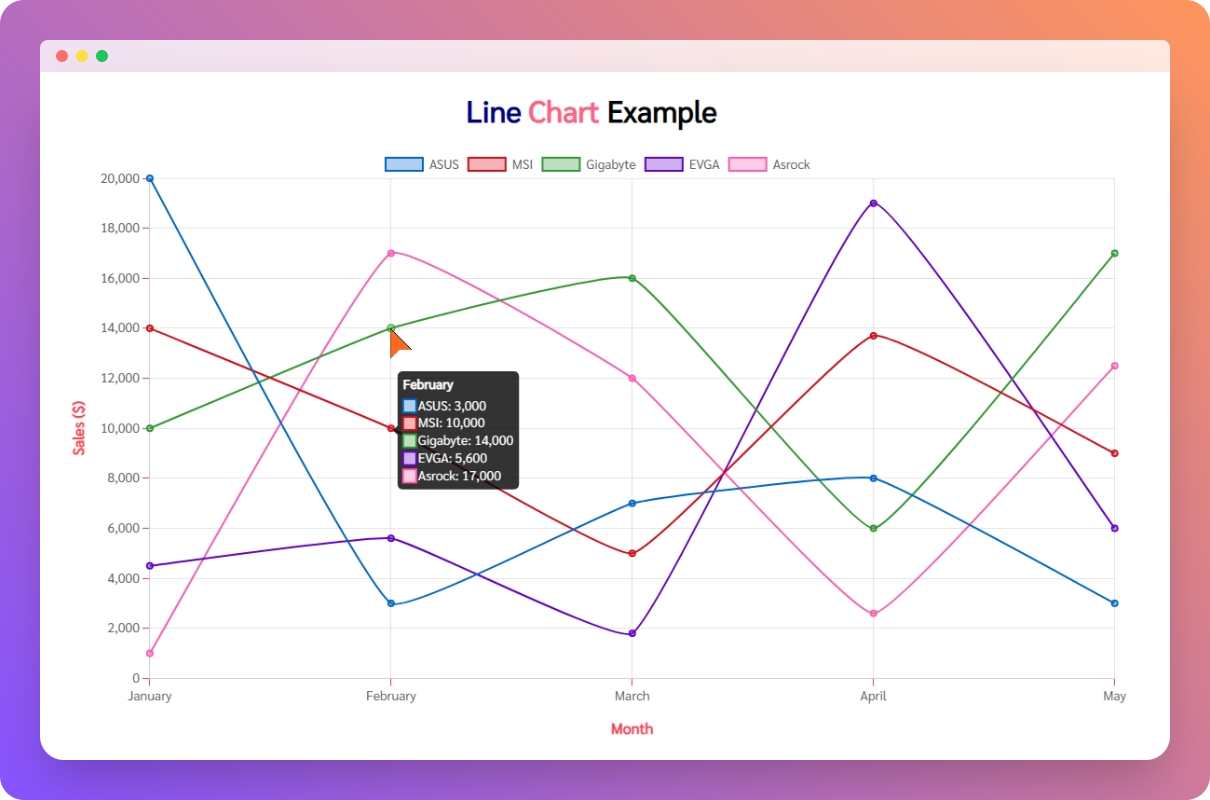 Line Chart Example
ASUS MSI Gigabyte EVGA Asrock
20,000
18,000
16,000
14,000
12,000
10,000
8,000
6,000
4,000
2,000
0
Sales ($)
February
ASUS: 3,000
MSI: 10,000
Gigabyte: 14,000
EVGA: 5,600
Asrock: 17,000
January February March April May
Month